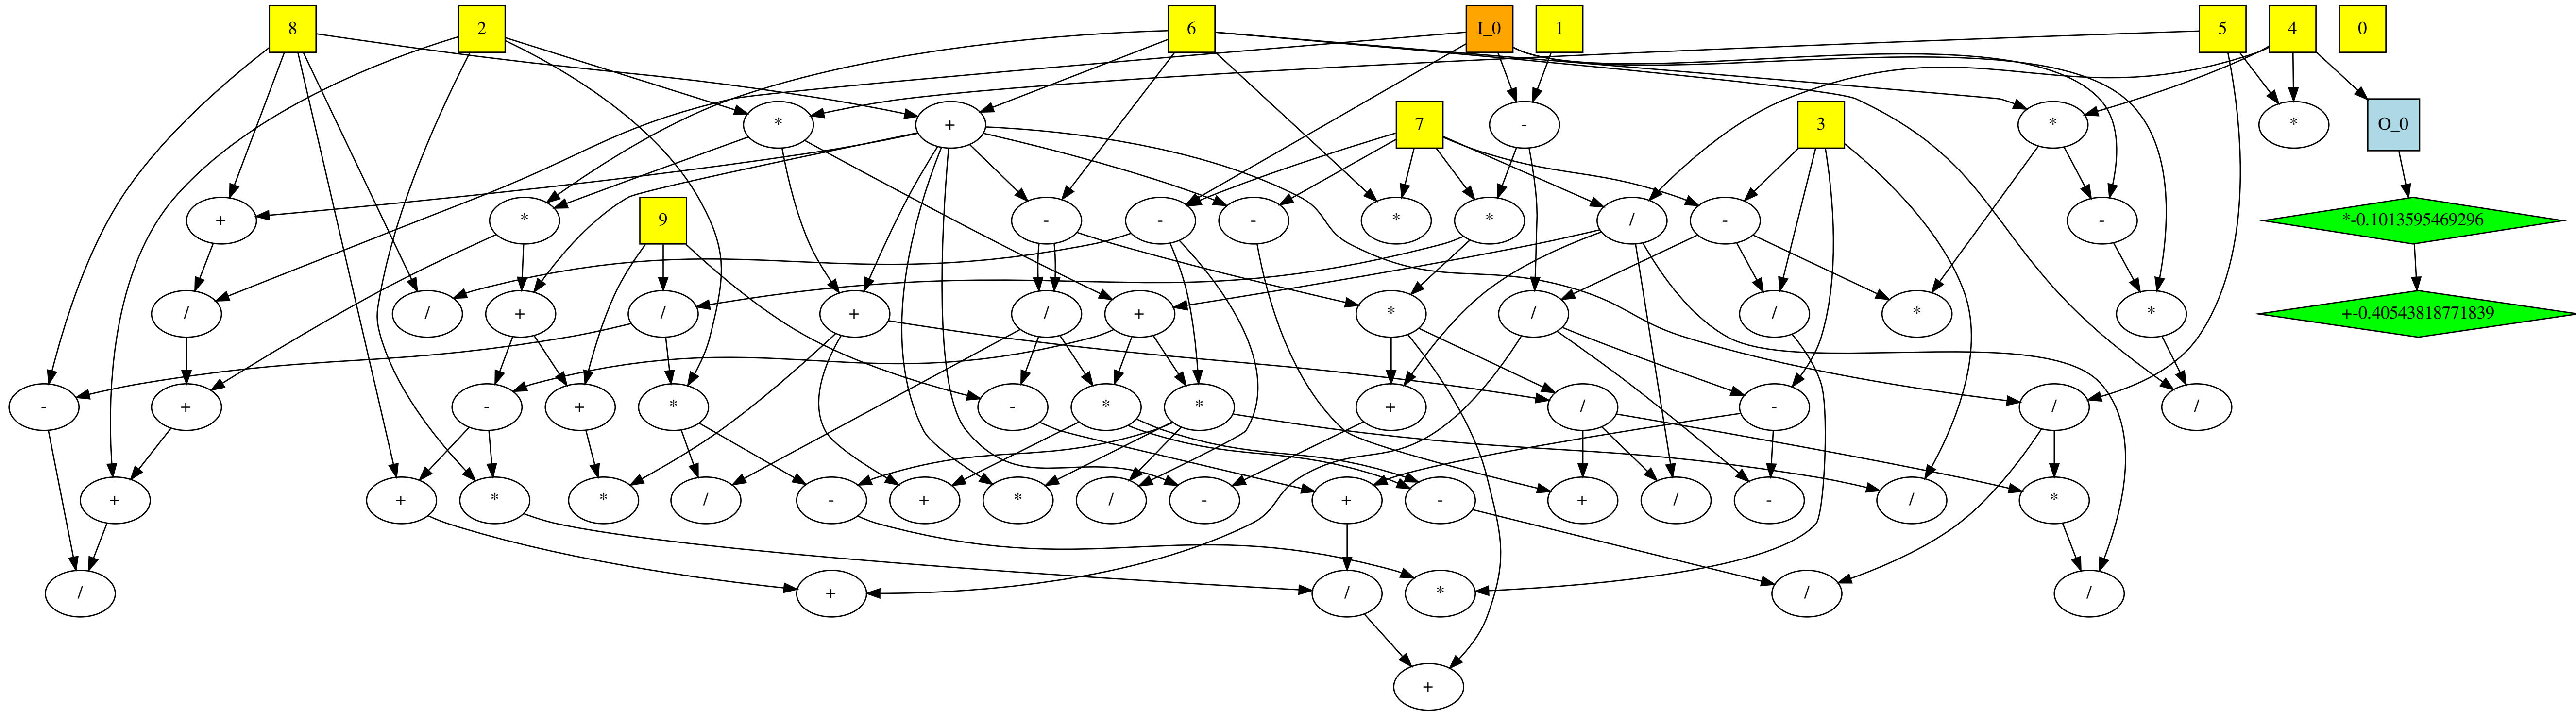 8 2 6 I_0 1 5 4 0
* + 7 - 3 * * O_0
+ * 9 - - - * * / - - *-0.1013595469296
/ / + / + / + * / / * * +-0.40543818771839
- + - + * - * * + / - / /
+ + * * / - + * / - + - + / - / *
/ + / * / /
+